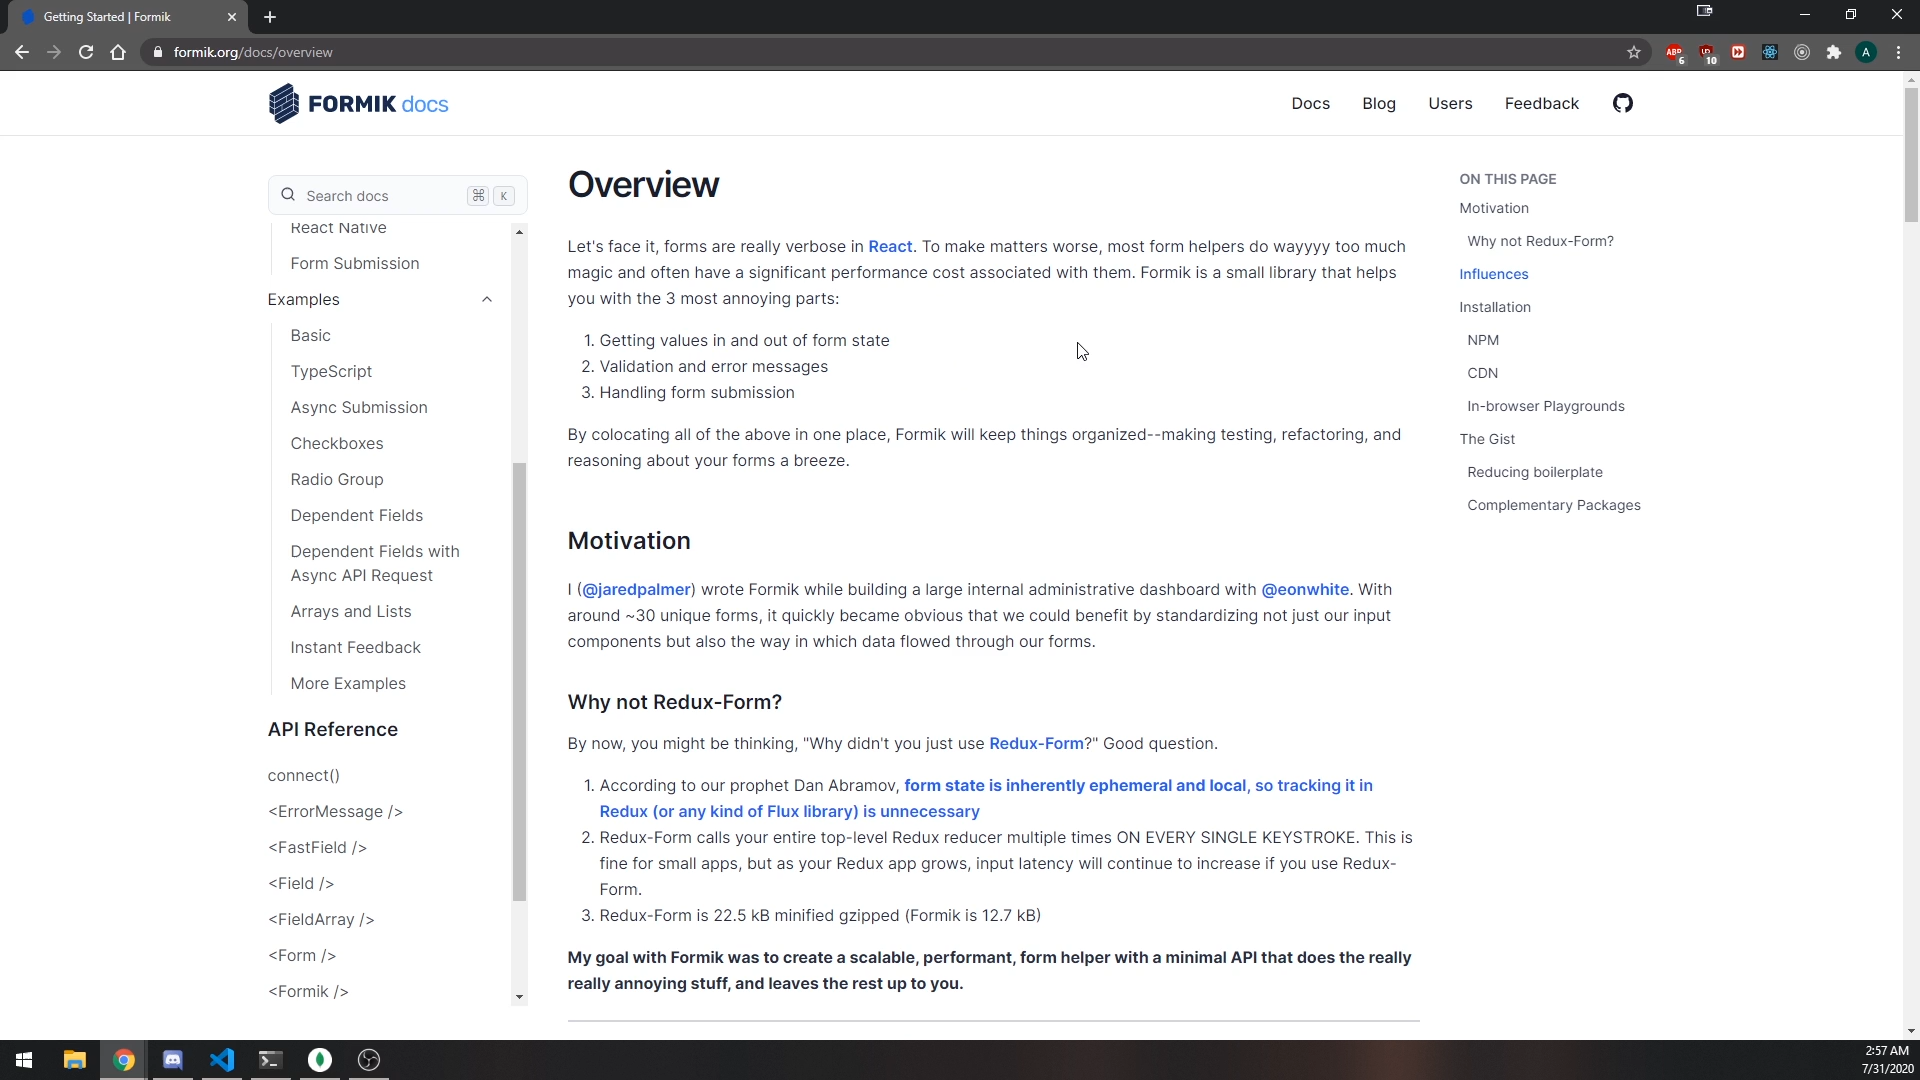 Getting Started | Formik
formik.org/docs/overview
ABP
6
10
A
FORMIK docs
Docs
Blog
Users
Feedback
Search docs
⌘
K
React Native
Form Submission
Examples
Basic
TypeScript
Async Submission
Checkboxes
Radio Group
Dependent Fields
Dependent Fields with
Async API Request
Arrays and Lists
Instant Feedback
More Examples
API Reference
connect()
<ErrorMessage />
<FastField />
<Field />
<FieldArray />
<Form />
<Formik />
Overview
Let's face it, forms are really verbose in React. To make matters worse, most form helpers do wayyyy too much
magic and often have a significant performance cost associated with them. Formik is a small library that helps
you with the 3 most annoying parts:
1. Getting values in and out of form state
2. Validation and error messages
3. Handling form submission
By colocating all of the above in one place, Formik will keep things organized--making testing, refactoring, and
reasoning about your forms a breeze.
Motivation
I (@jaredpalmer) wrote Formik while building a large internal administrative dashboard with @eonwhite. With
around ~30 unique forms, it quickly became obvious that we could benefit by standardizing not just our input
components but also the way in which data flowed through our forms.
Why not Redux-Form?
By now, you might be thinking, "Why didn't you just use Redux-Form?" Good question.
1. According to our prophet Dan Abramov, form state is inherently ephemeral and local, so tracking it in
Redux (or any kind of Flux library) is unnecessary
2. Redux-Form calls your entire top-level Redux reducer multiple times ON EVERY SINGLE KEYSTROKE. This is
fine for small apps, but as your Redux app grows, input latency will continue to increase if you use Redux-
Form.
3. Redux-Form is 22.5 kB minified gzipped (Formik is 12.7 kB)
My goal with Formik was to create a scalable, performant, form helper with a minimal API that does the really
really annoying stuff, and leaves the rest up to you.
ON THIS PAGE
Motivation
Why not Redux-Form?
Influences
Installation
NPM
CDN
In-browser Playgrounds
The Gist
Reducing boilerplate
Complementary Packages
2:57 AM
7/31/2020